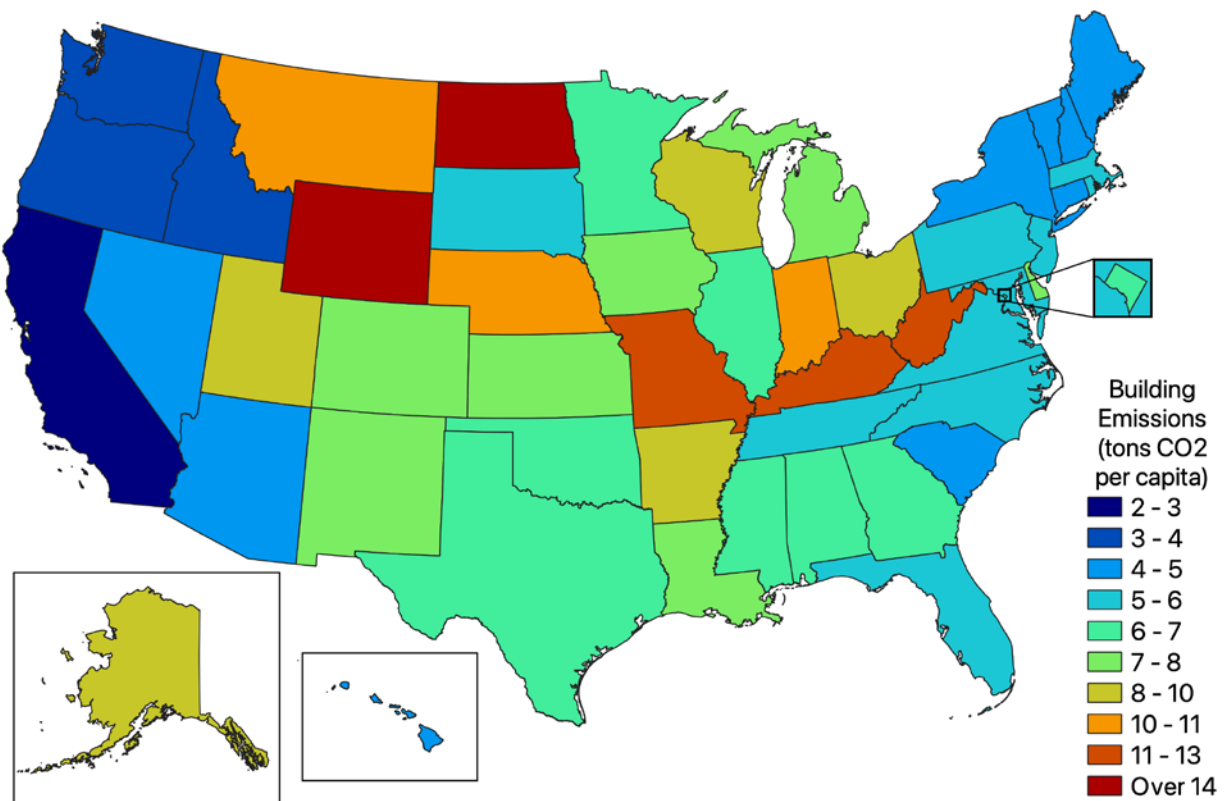 Building
Emissions
(tons CO2
per capita)
2 - 3
3 - 4
4 - 5
5 - 6
6 - 7
7 - 8
8 - 10
10 - 11
11 - 13
Over 14